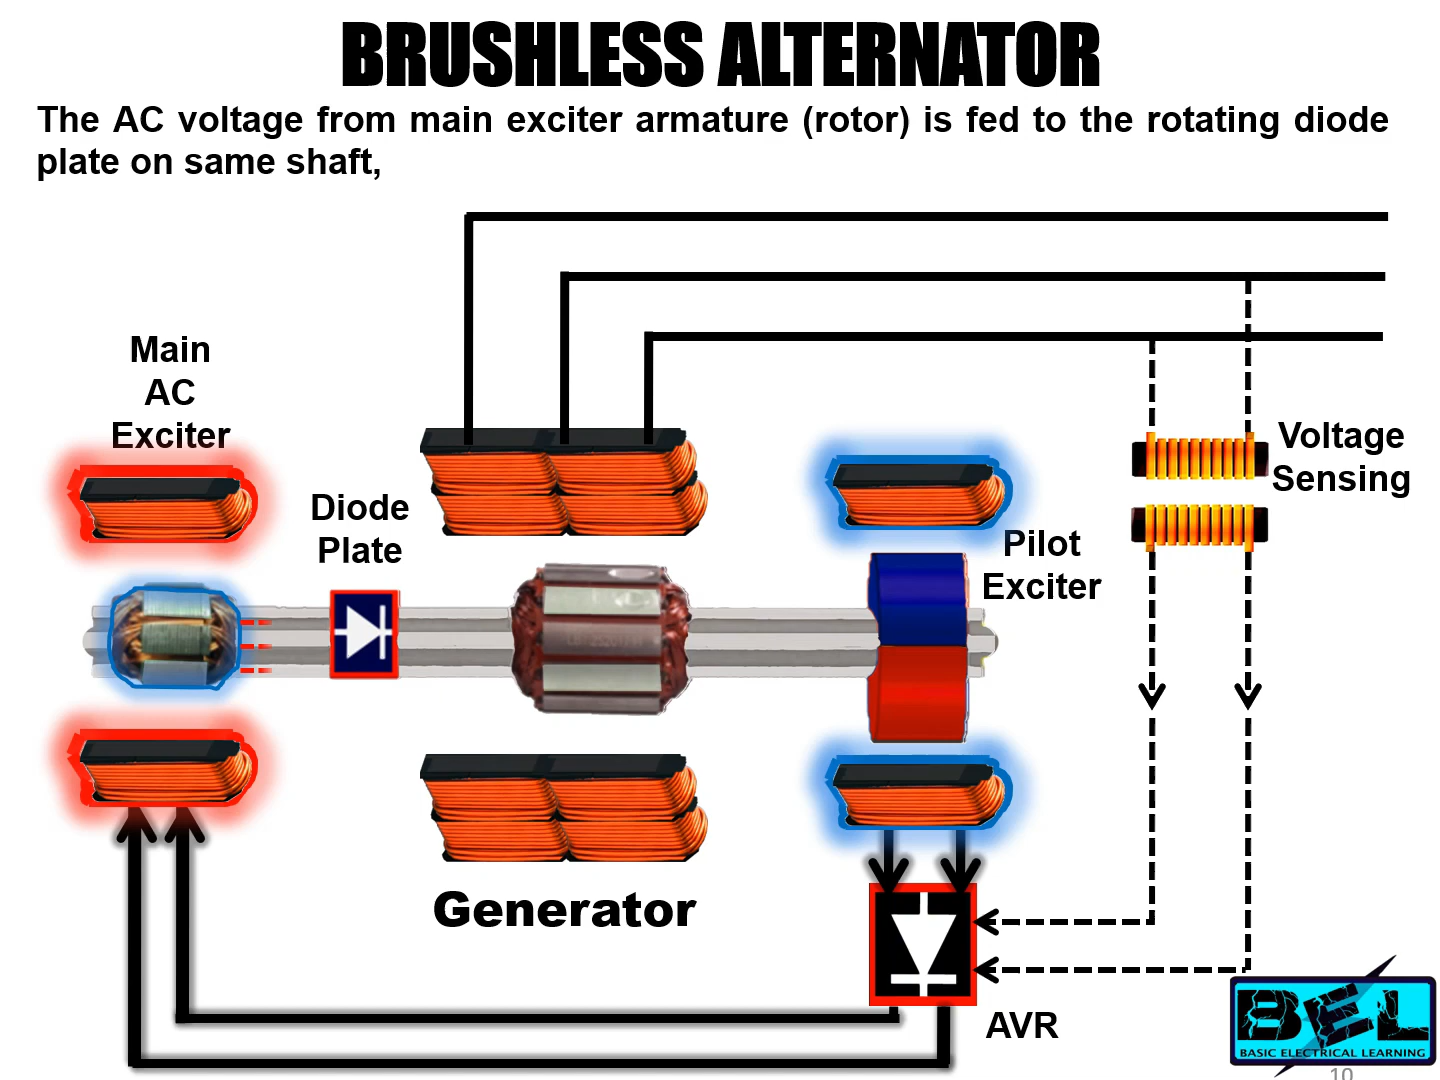 BRUSHLESS ALTERNATOR
The AC voltage from main exciter armature (rotor) is fed to the rotating diode
plate on same shaft,
Main
AC
Exciter
Diode
Plate
Voltage
Sensing
Pilot
Exciter
Generator
AVR
BEL
BASIC ELECTRICAL LEARNING
10